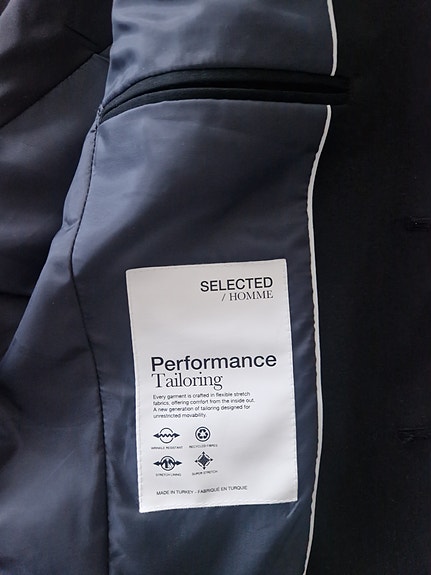 SELECTED
/ HOMME
Performance
Tailoring
Every garment is crafted in flexible stretch
fabrics, offering comfort from the inside out.
A new generation of tailoring designed for
unrestricted movability.
WRINKLE RESISTANT RECYCLED FIBRES
STRETCH LINING SUPER STRETCH
MADE IN TURKEY . FABRIQUÉ EN TURQUIE